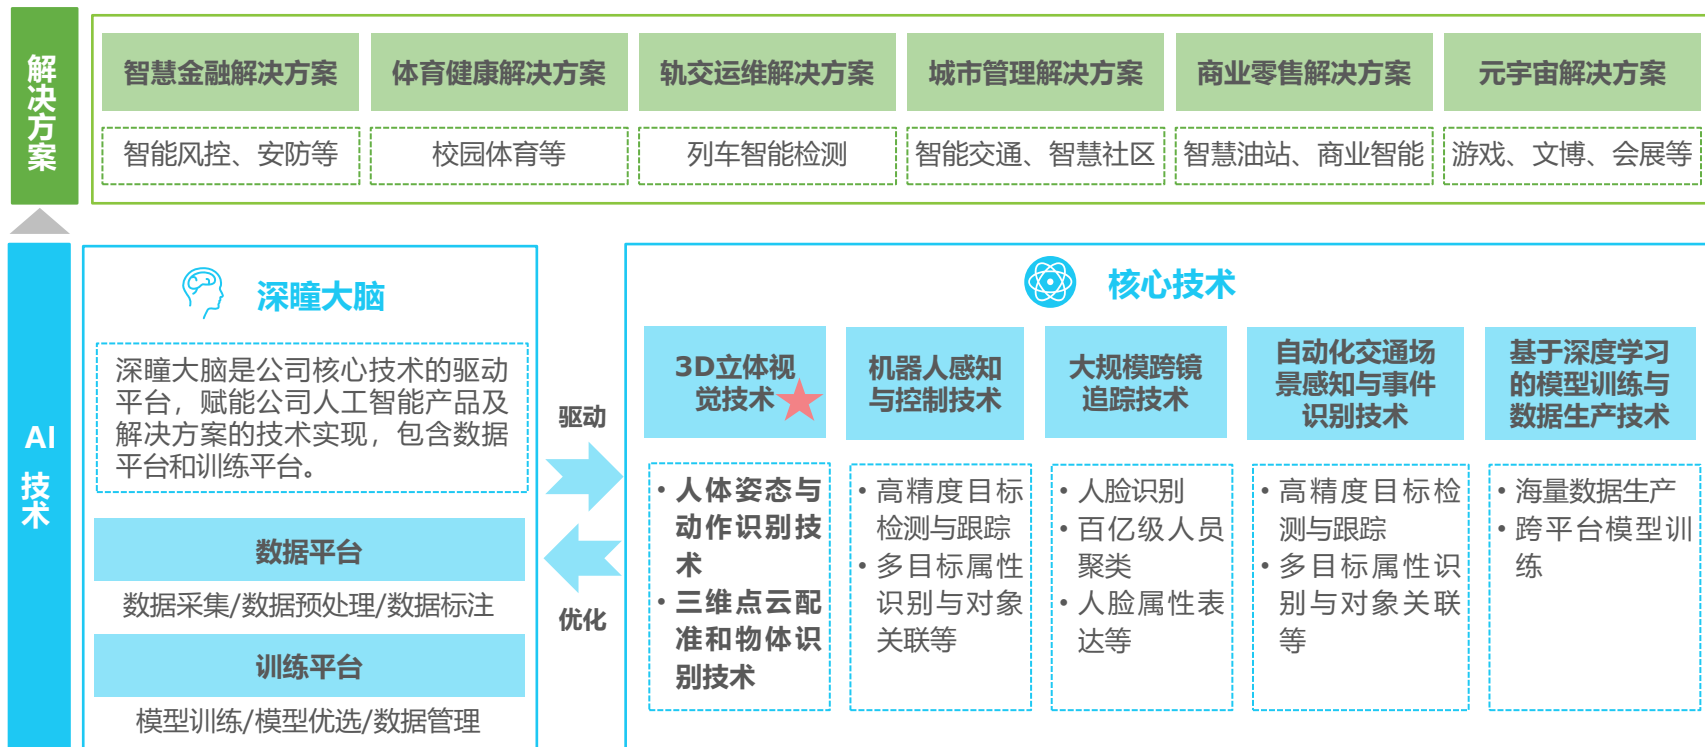 解决方案
智慧金融解决方案
体育健康解决方案
轨交运维解决方案
城市管理解决方案
商业零售解决方案
元宇宙解决方案
智能风控、安防等
校园体育等
列车智能检测
智能交通、智慧社区
智慧油站、商业智能
游戏、文博、会展等
AI
技术
深瞳大脑
深瞳大脑是公司核心技术的驱动
平台，赋能公司人工智能产品及
解决方案的技术实现，包含数据
平台和训练平台。
数据平台
数据采集/数据预处理/数据标注
训练平台
模型训练/模型优选/数据管理
驱动
优化
核心技术
3D立体视
觉技术
• 人体姿态与
动作识别技
术
• 三维点云配
准和物体识
别技术
机器人感知
与控制技术
• 高精度目标
检测与跟踪
• 多目标属性
识别与对象
关联等
大规模跨镜
追踪技术
• 人脸识别
• 百亿级人员
聚类
• 人脸属性表
达等
自动化交通场
景感知与事件
识别技术
• 高精度目标检
测与跟踪
• 多目标属性识
别与对象关联
等
基于深度学习
的模型训练与
数据生产技术
• 海量数据生产
• 跨平台模型训
练